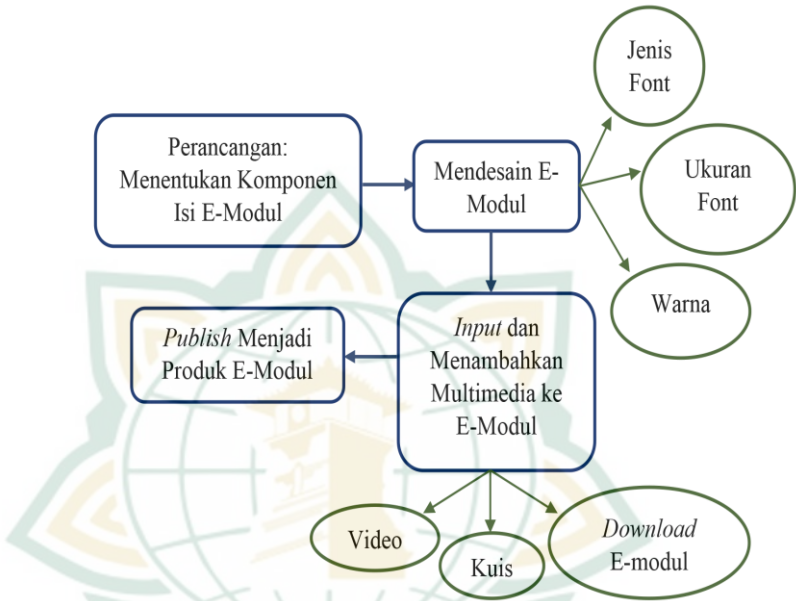 Perancangan:
Menentukan Komponen
Isi E-Modul
Mendesain E-
Modul
Jenis
Font
Ukuran
Font
Warna
Input dan
Menambahkan
Multimedia ke
E-Modul
Publish Menjadi
Produk E-Modul
Video
Kuis
Download
E-modul